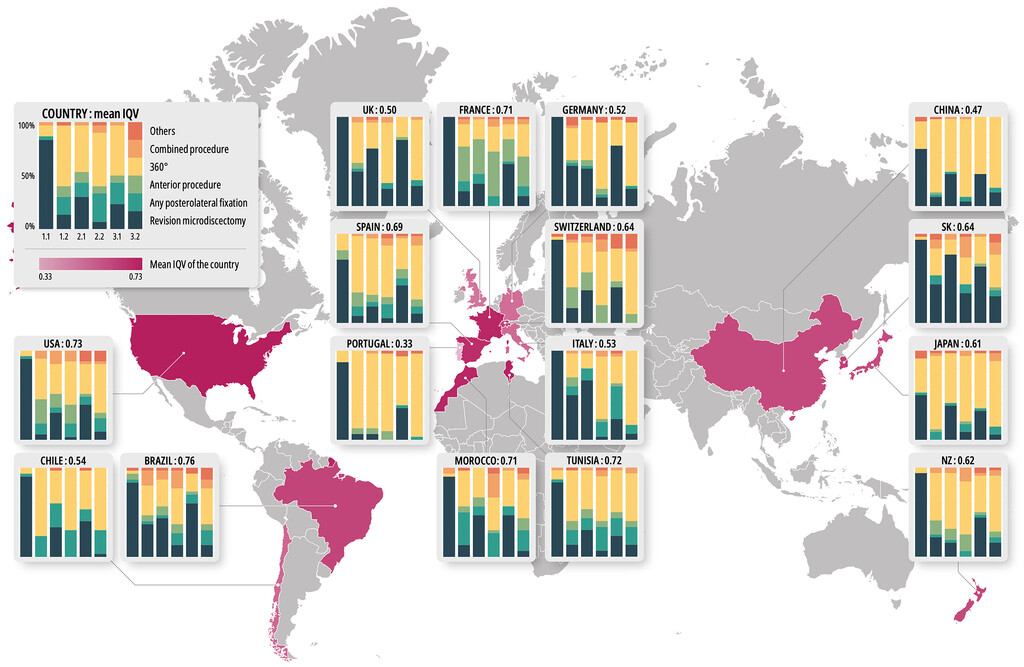 COUNTRY : mean IQV
100%
50%
0%
Others
Combined procedure
360°
Anterior procedure
Any posterolateral fixation
Revision microdiscectomy
1.1 1.2 2.1 2.2 3.1 3.2
Mean IQV of the country
0.33 0.73
UK : 0.50
FRANCE : 0.71
GERMANY : 0.52
CHINA : 0.47
SPAIN : 0.69
SWITZERLAND : 0.64
SK : 0.64
USA : 0.73
PORTUGAL : 0.33
ITALY : 0.53
JAPAN : 0.61
CHILE : 0.54
BRAZIL : 0.76
MOROCCO : 0.71
TUNISIA : 0.72
NZ : 0.62